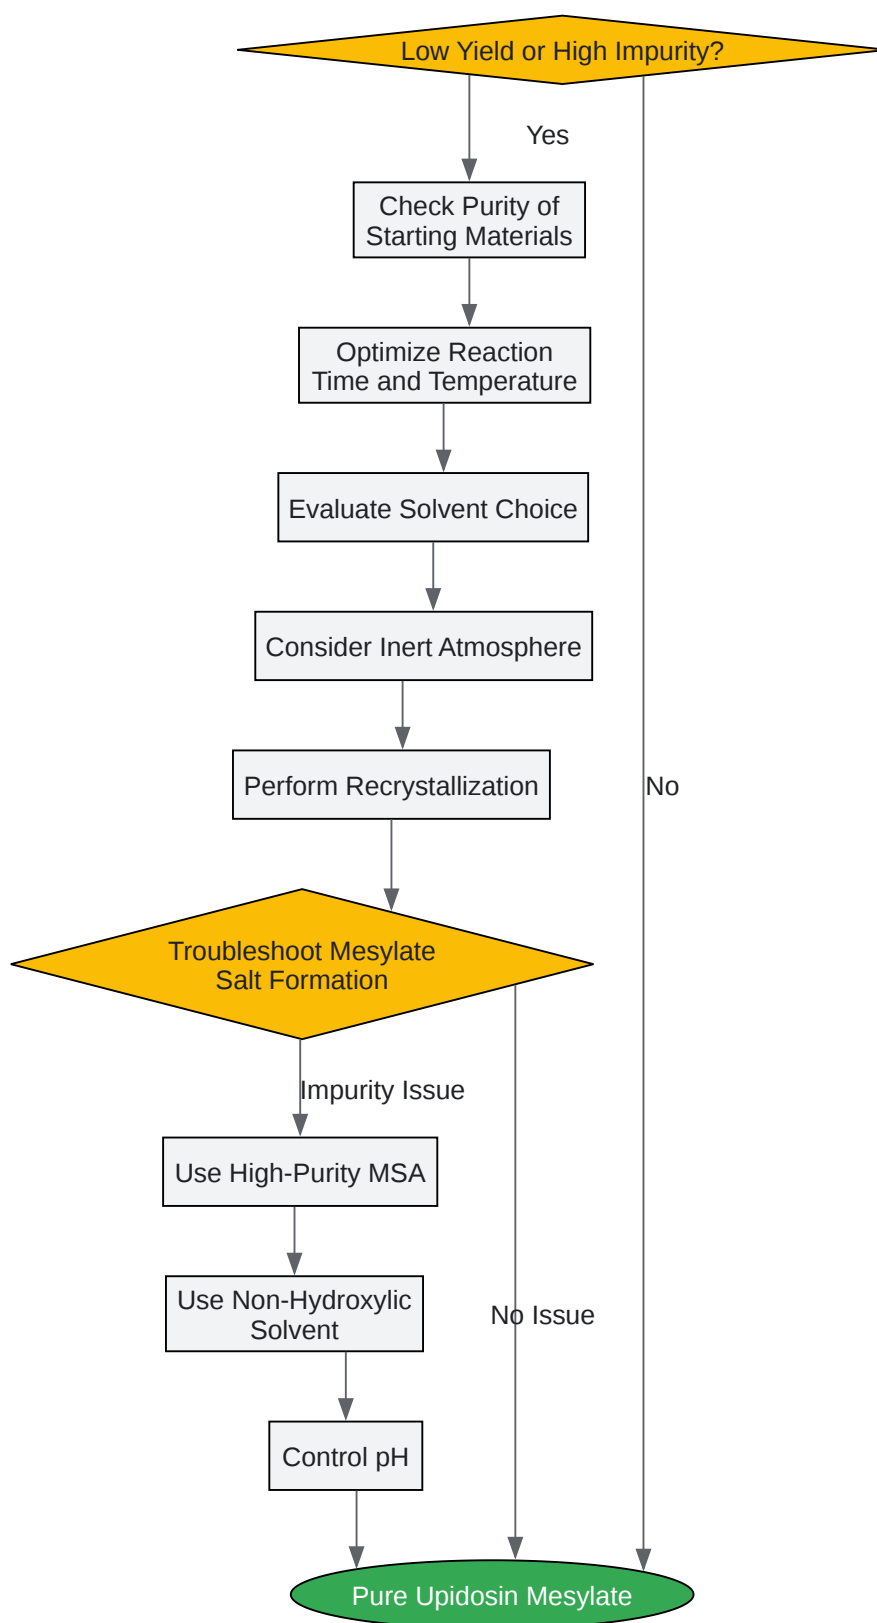 Low Yield or High Impurity?
Yes
Check Purity of
Starting Materials
Optimize Reaction
Time and Temperature
Evaluate Solvent Choice
Consider Inert Atmosphere
Perform Recrystallization
No
Troubleshoot Mesylate
Salt Formation
Impurity Issue
Use High-Purity MSA
Use Non-Hydroxylic
Solvent
No Issue
Control pH
Pure Upidosin Mesylate